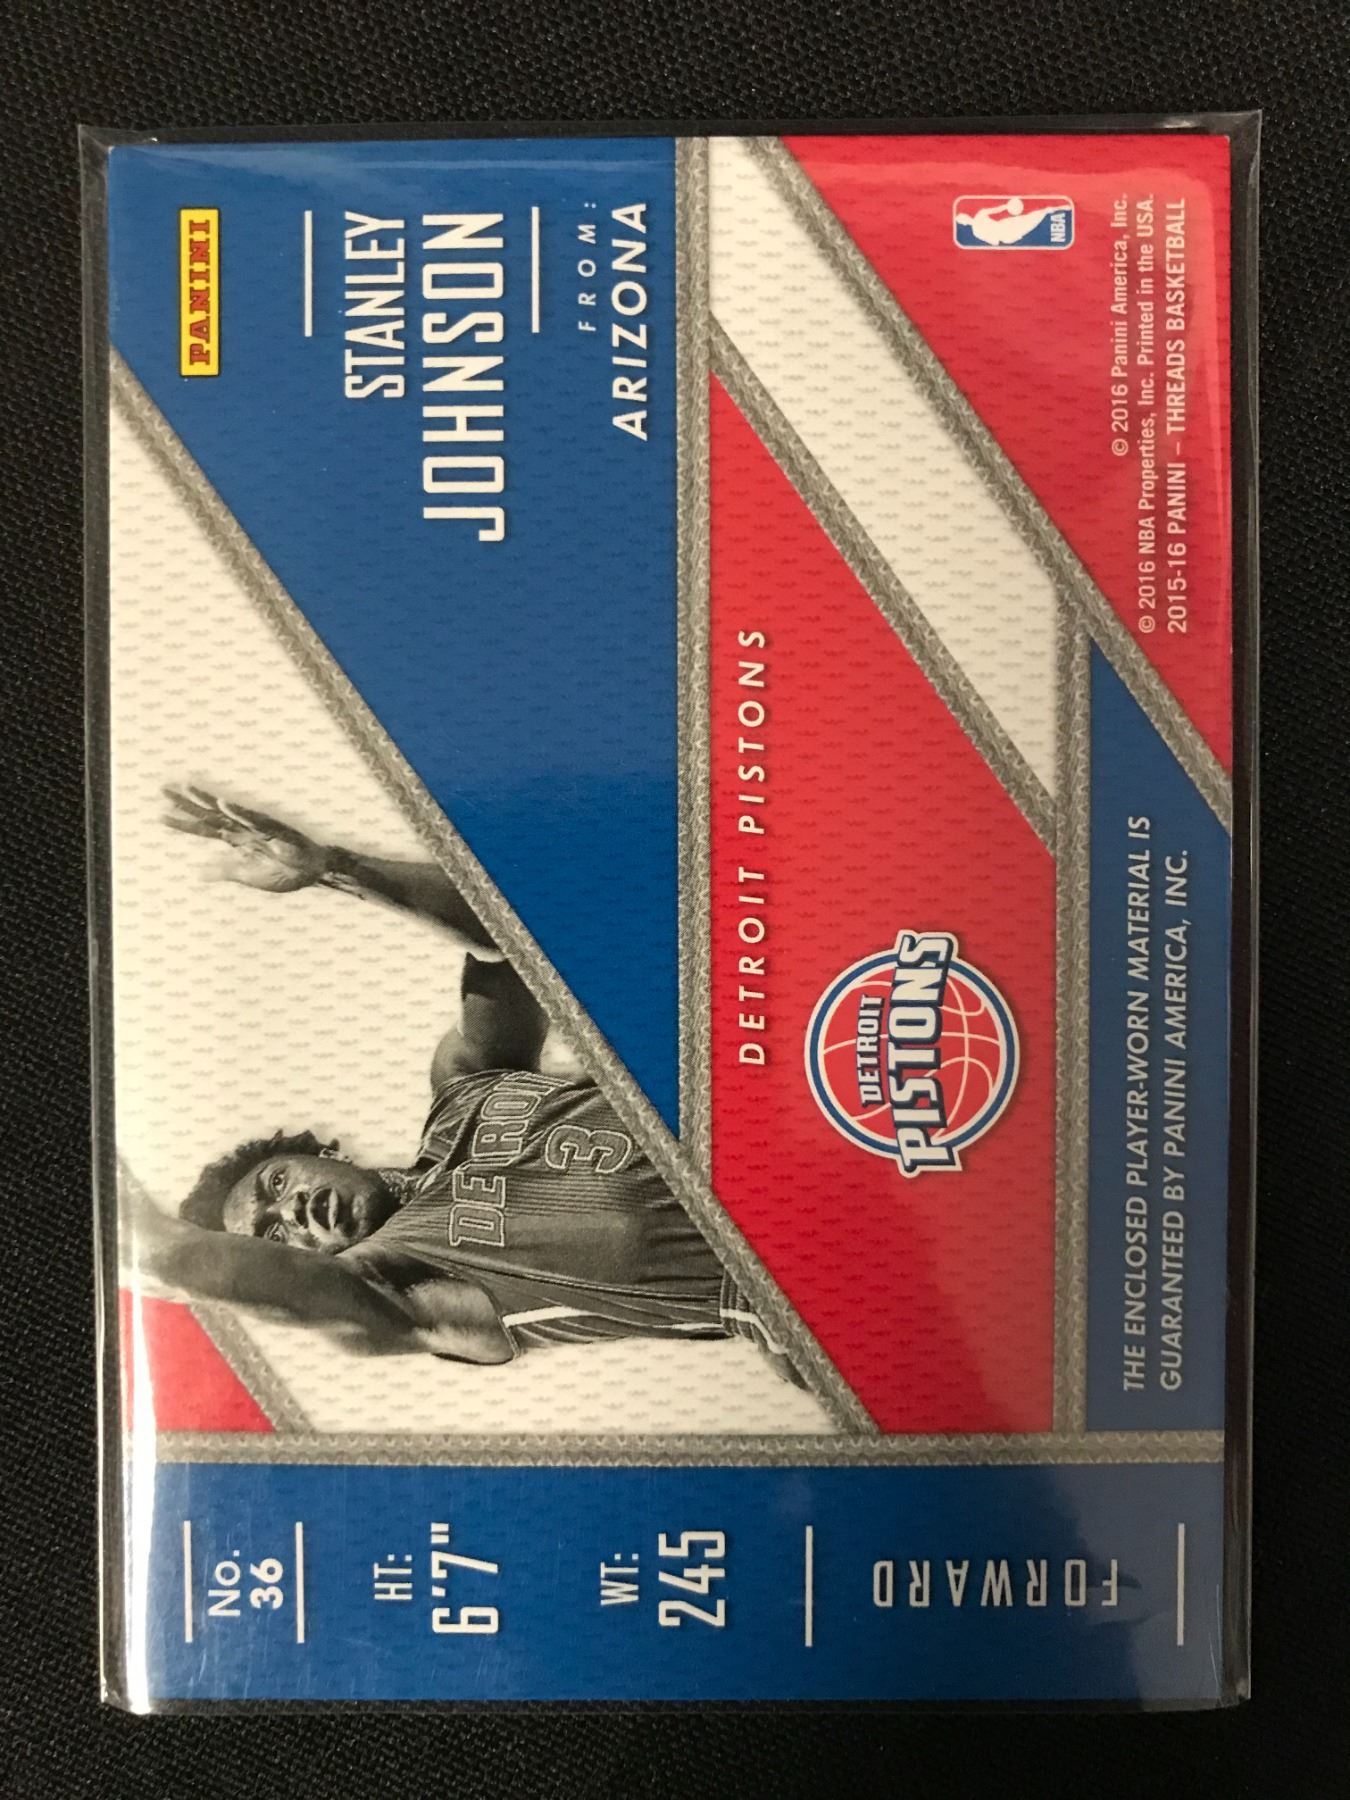 No.
36
HT:
6'7"
WT:
245
FORWARD
PANINI
STANLEY
JOHNSON
FROM:
ARIZONA
DETROIT
3
DETROIT PISTONS
DETROIT
PISTONS
THE ENCLOSED PLAYER-WORN MATERIAL IS
GUARANTEED BY PANINI AMERICA, INC.
NBA
© 2016 Panini America, Inc.
© 2016 NBA Properties, Inc. Printed in the USA.
2015-16 PANINI – THREADS BASKETBALL